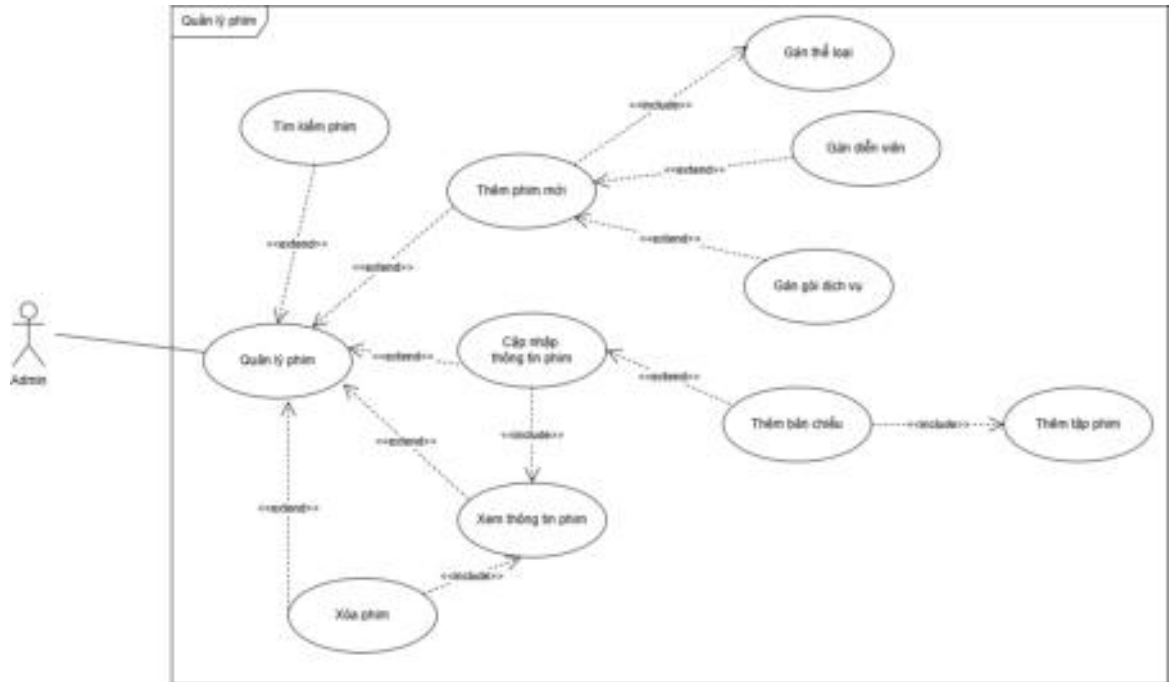 Quản lý phim
Gán thể loại
<<include>>
Tìm kiếm phim
Gán diễn viên
<<extend>>
Thêm phim mới
<<extend>>
<<extend>>
<<extend>>
Gán gói dịch vụ
Quản lý phim
<<extend>>
Cập nhập
thông tin phim
Admin
<<extend>>
Thêm bản chiếu
<<include>>
Thêm tập phim
<<extend>>
<<include>>
<<extend>>
Xem thông tin phim
<<include>>
Xóa phim